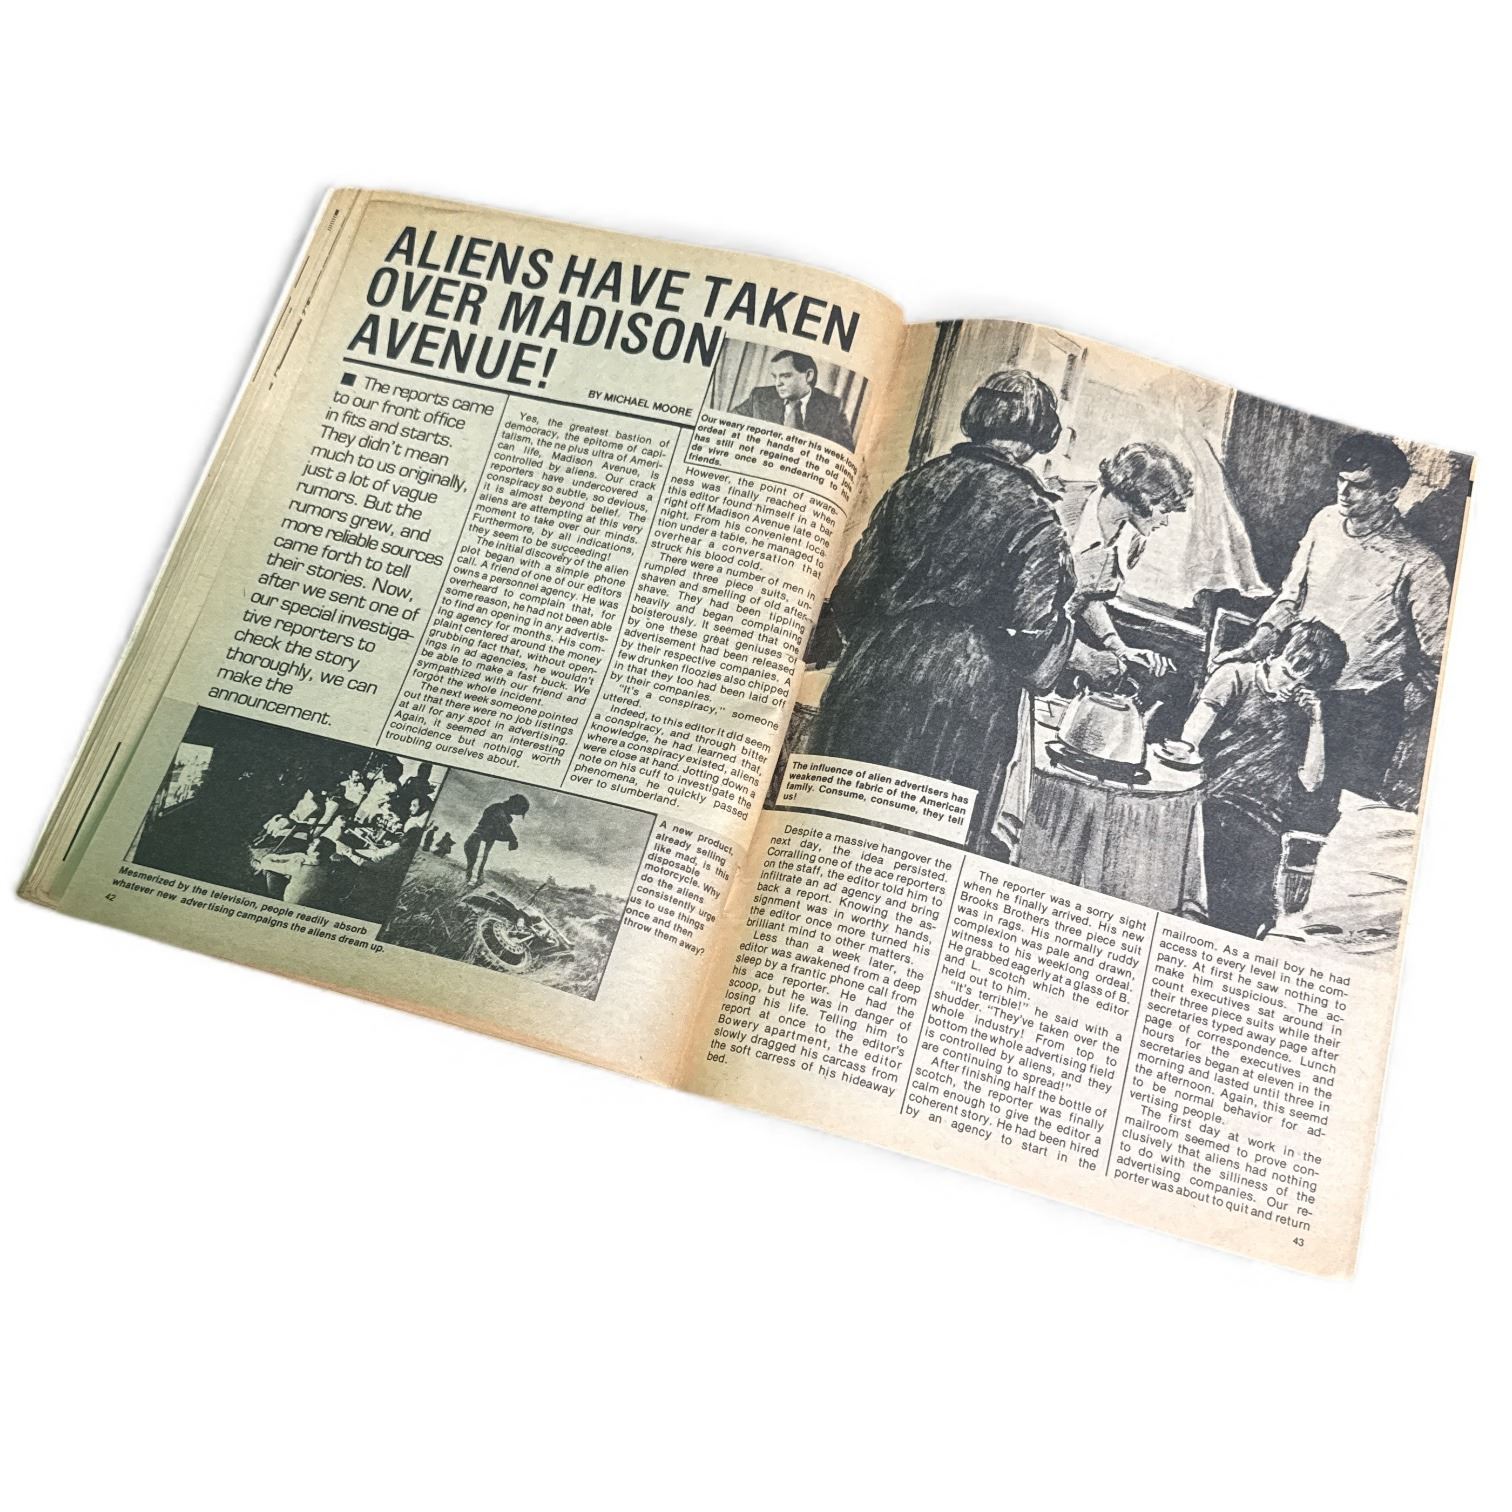 ALIENS HAVE TAKEN
OVER MADISON
AVENUE!
BY MICHAEL MOORE
Our weary reporter, after his week-long
ordeal at the hands of the aliens,
has still not regained the old joie
de vivre once so endearing to his
friends.
■ The reports came
to our front office
in fits and starts.
They didn't mean
much to us originally,
just a lot of vague
rumors. But the
rumors grew, and
more reliable sources
came forth to tell
their stories. Now,
after we sent one of
our special investiga-
tive reporters to
check the story
thoroughly, we can
make the
announcement.
Yes, the greatest bastion of
democracy, the epitome of capi-
talism, the ne plus ultra of Ameri-
can life, Madison Avenue, is
controlled by aliens. Our crack
reporters have undercovered a
conspiracy so subtle, so devious,
it is almost beyond belief. The
aliens are attempting at this very
moment to take over our minds.
Furthermore, by all indications,
they seem to be succeeding!
The initial discovery of the alien
plot began with a simple phone
call. A friend of one of our editors
owns a personnel agency. He was
overheard to complain that, for
some reason, he had not been able
to find an opening in any advertis-
ing agency for months. His com-
plaint centered around the money
grubbing fact that, without open-
ings in ad agencies, he wouldn't
be able to make a fast buck. We
sympathized with our friend and
forgot the whole incident.
The next week someone pointed
out that there were no job listings
at all for any spot in advertising.
Again, it seemed an interesting
coincidence but nothing worth
troubling ourselves about.
However, the point of aware-
ness was finally reached when
this editor found himself in a bar
right off Madison Avenue late one
night. From his convenient loca-
tion under a table, he managed to
overhear a conversation that
struck his blood cold.
There were a number of men in
rumpled three piece suits, un-
shaven and smelling of old after-
shave. They had been tippling
heavily and began complaining
boisterously. It seemed that one
by one these great geniuses of
advertisement had been released
by their respective companies. A
few drunken floozies also chipped
in that they too had been laid off
by their companies.
"It's a conspiracy," someone
uttered.
Indeed, to this editor it did seem
a conspiracy, and through bitter
knowledge, he had learned that,
where a conspiracy existed, aliens
were close at hand. Jotting down a
note on his cuff to investigate the
phenomena, he quickly passed
over to slumberland.
Mesmerized by the television, people readily absorb
whatever new advertising campaigns the aliens dream up.
A new product,
already selling
like mad, is this
disposable
motorcycle. Why
do the aliens
consistently urge
us to use things
once and then
throw them away?
42
The influence of alien advertisers has
weakened the fabric of the American
family. Consume, consume, they tell
us!
Despite a massive hangover the
next day, the idea persisted.
Corralling one of the ace reporters
on the staff, the editor told him to
infiltrate an ad agency and bring
back a report. Knowing the as-
signment was in worthy hands,
the editor once more turned his
brilliant mind to other matters.
Less than a week later, the
editor was awakened from a deep
sleep by a frantic phone call from
his ace reporter. He had the
scoop, but he was in danger of
losing his life. Telling him to
report at once to the editor's
Bowery apartment, the editor
slowly dragged his carcass from
the soft carress of his hideaway
bed.
The reporter was a sorry sight
when he finally arrived. His new
Brooks Brothers three piece suit
was in rags. His normally ruddy
complexion was pale and drawn,
witness to his weeklong ordeal.
He grabbed eagerly at a glass of B.
and L. scotch which the editor
held out to him.
"It's terrible!" he said with a
shudder. "They've taken over the
whole industry! From top to
bottom the whole advertising field
is controlled by aliens, and they
are continuing to spread!"
After finishing half the bottle of
scotch, the reporter was finally
calm enough to give the editor a
coherent story. He had been hired
by an agency to start in the
mailroom. As a mail boy he had
access to every level in the com-
pany. At first he saw nothing to
make him suspicious. The ac-
count executives sat around in
their three piece suits while their
secretaries typed away page after
page of correspondence. Lunch
hours for the executives and
secretaries began at eleven in the
morning and lasted until three in
the afternoon. Again, this seemd
to be normal behavior for ad-
vertising people.
The first day at work in the
mailroom seemed to prove con-
clusively that aliens had nothing
to do with the silliness of the
advertising companies. Our re-
porter was about to quit and return
43